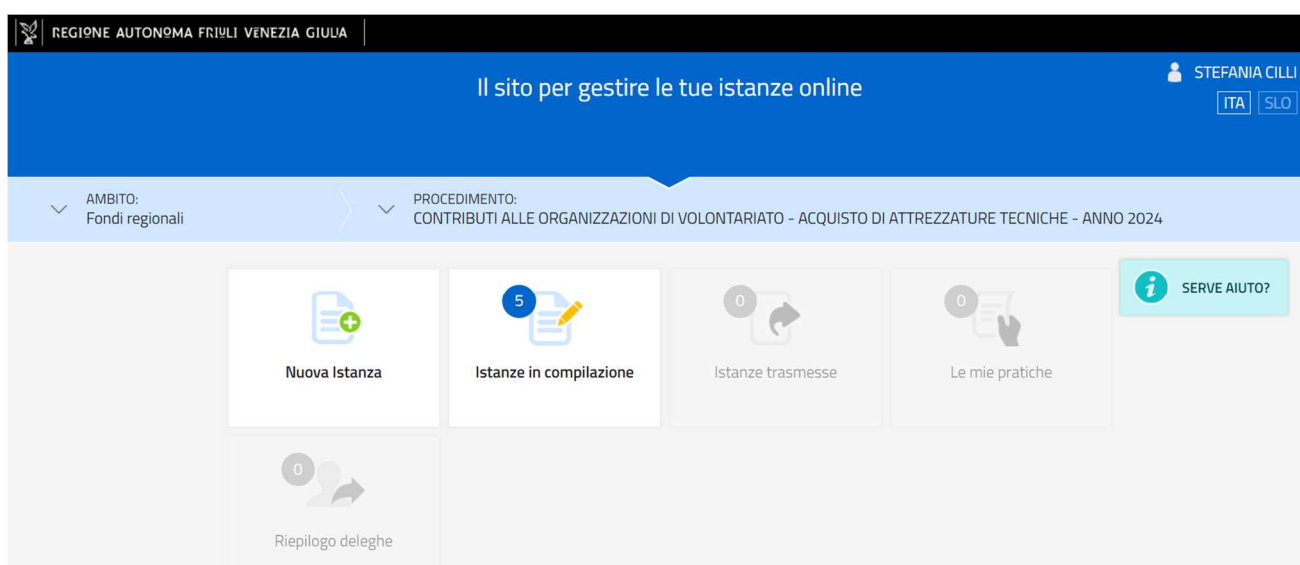 REGIONE AUTONOMA FRIULI VENEZIA GIULIA
Il sito per gestire le tue istanze online
STEFANIA CILLI
ITA SLO
AMBITO:
Fondi regionali
PROCEDIMENTO:
CONTRIBUTI ALLE ORGANIZZAZIONI DI VOLONTARIATO - ACQUISTO DI ATTREZZATURE TECNICHE - ANNO 2024
5
0
0
i SERVE AIUTO?
Nuova Istanza
Istanze in compilazione
Istanze trasmesse
Le mie pratiche
0
Riepilogo deleghe